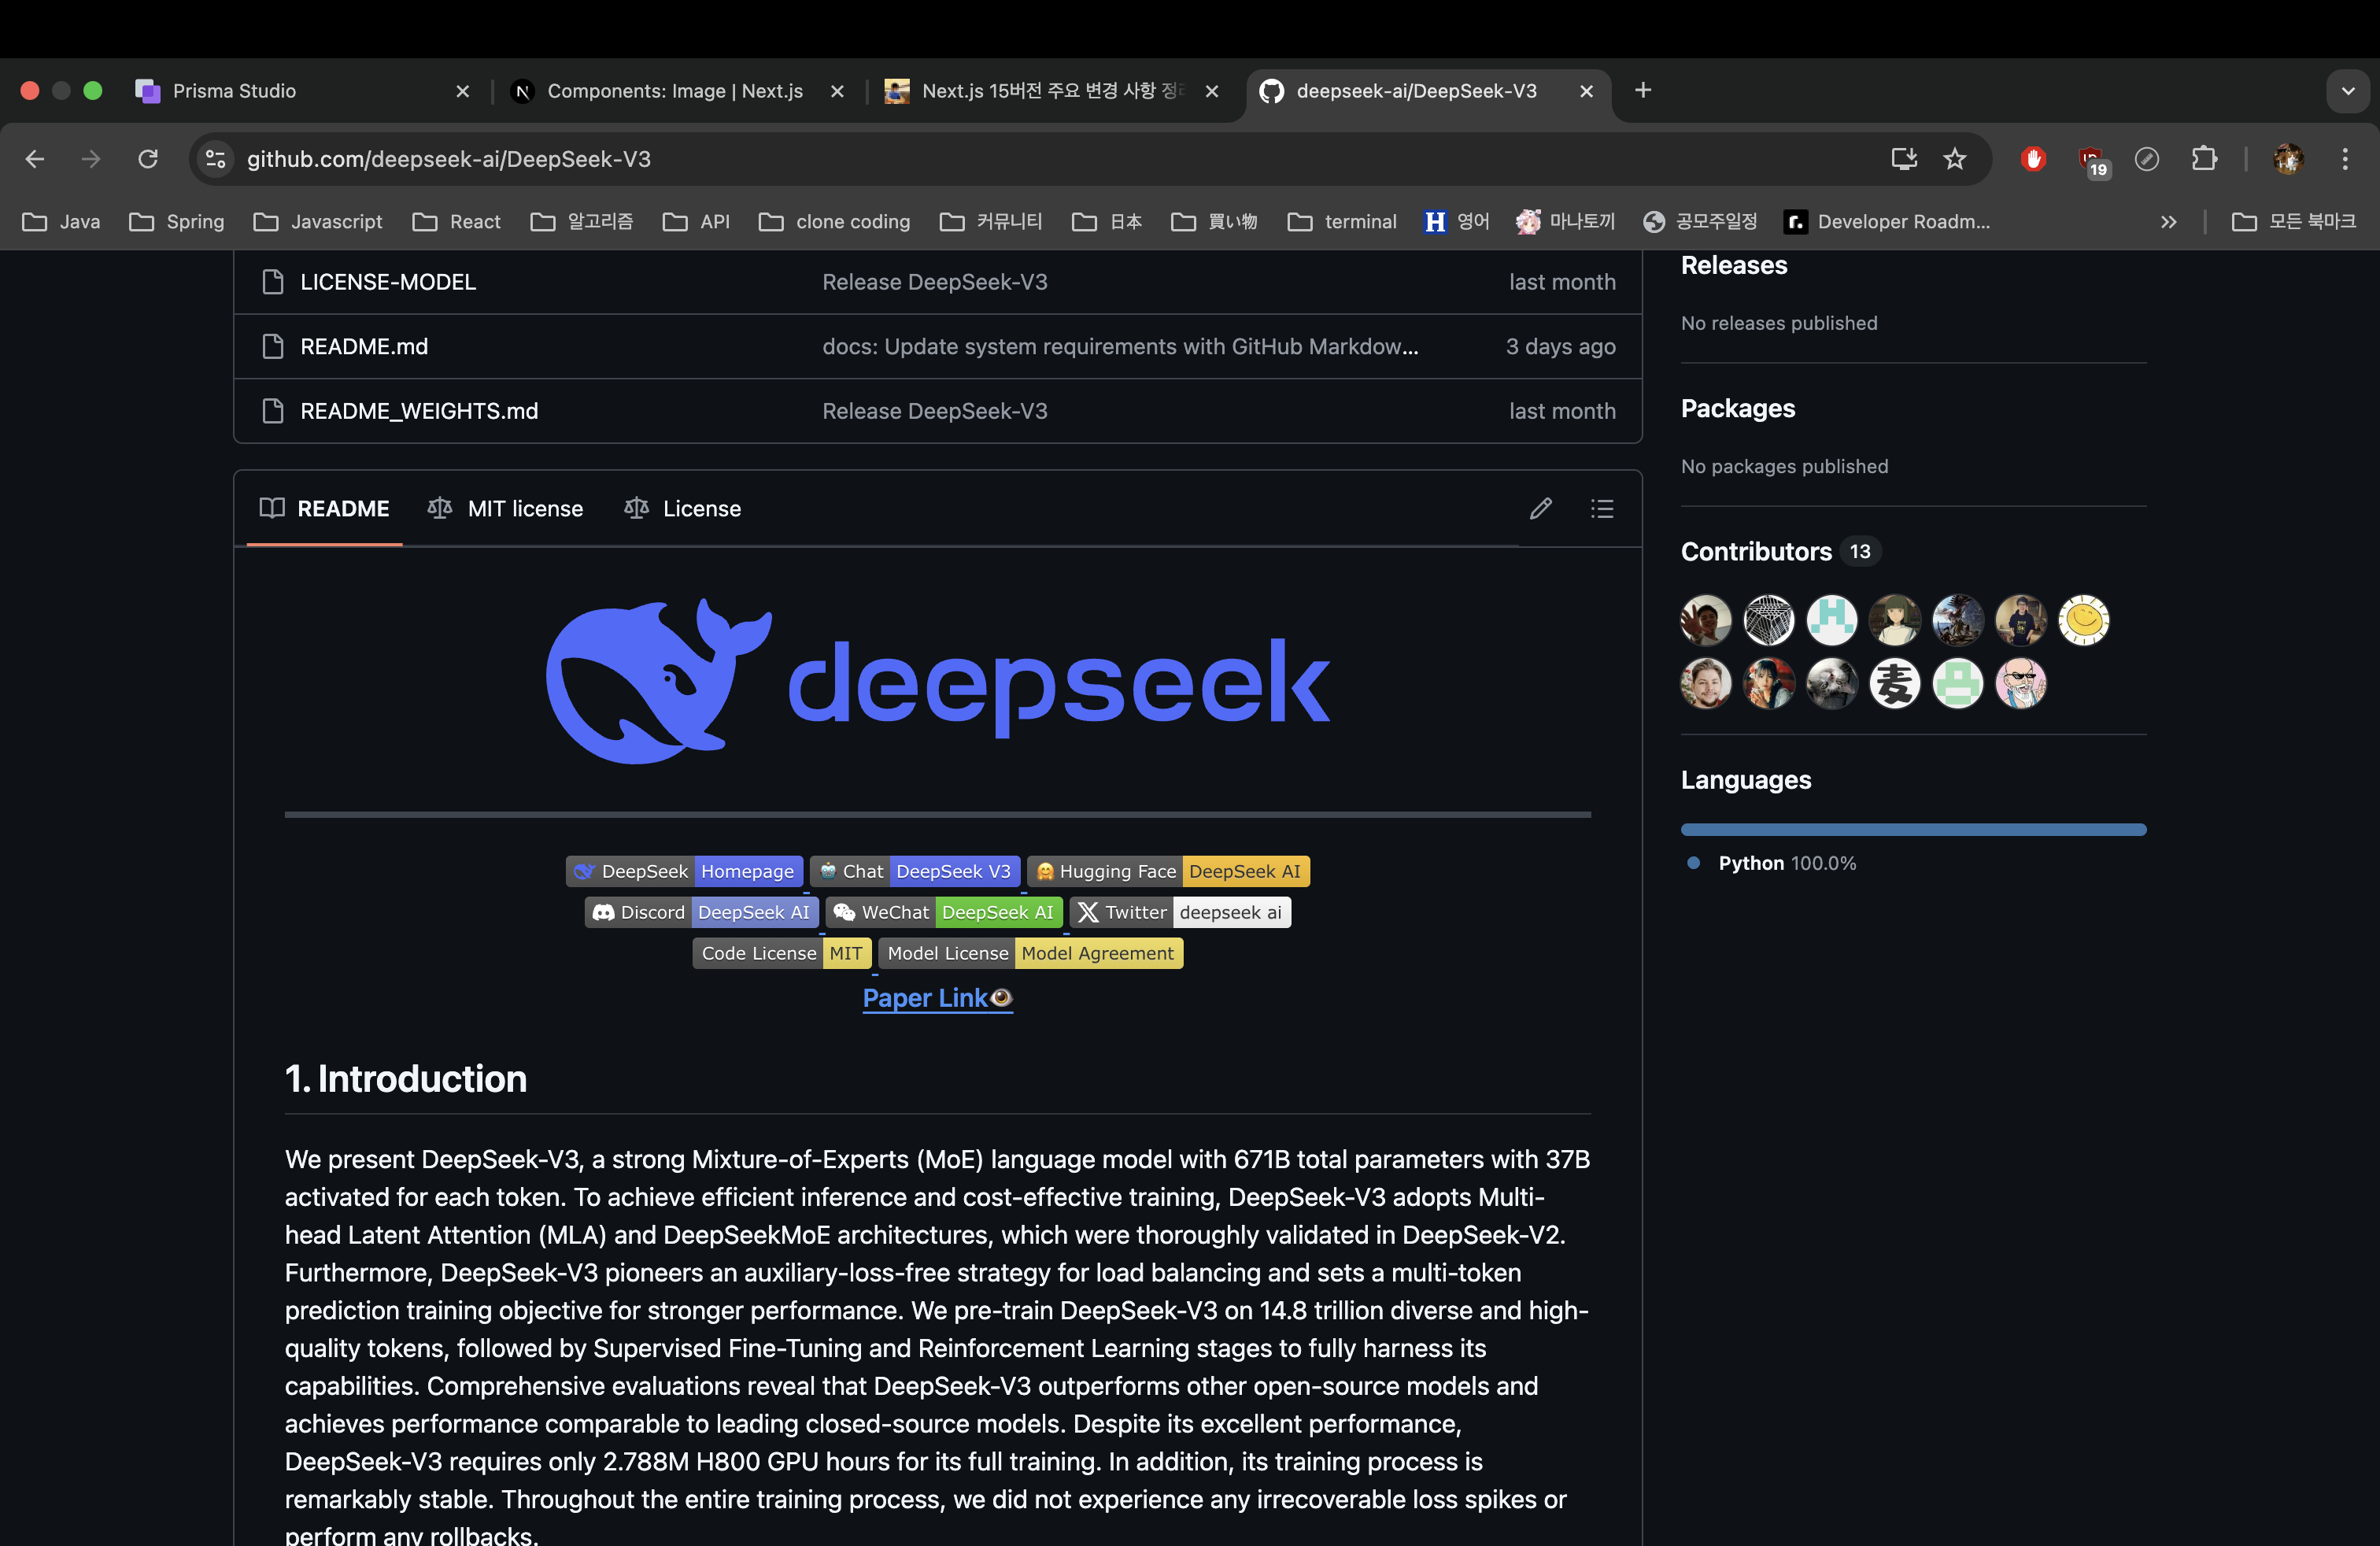 Prisma Studio
Components: Image | Next.js
Next.js 15버전 주요 변경 사항 정리
deepseek-ai/DeepSeek-V3
github.com/deepseek-ai/DeepSeek-V3
19
Java
Spring
Javascript
React
알고리즘
API
clone coding
커뮤니티
日本
買い物
terminal
H 영어
마나토끼
공모주일정
r. Developer Roadm...
모든 북마크
LICENSE-MODEL Release DeepSeek-V3 last month
README.md docs: Update system requirements with GitHub Markdow... 3 days ago
README_WEIGHTS.md Release DeepSeek-V3 last month
README MIT license License
deepseek
DeepSeek Homepage Chat DeepSeek V3 Hugging Face DeepSeek AI
Discord DeepSeek AI WeChat DeepSeek AI Twitter deepseek ai
Code License MIT Model License Model Agreement
Paper Link
1. Introduction
We present DeepSeek-V3, a strong Mixture-of-Experts (MoE) language model with 671B total parameters with 37B
activated for each token. To achieve efficient inference and cost-effective training, DeepSeek-V3 adopts Multi-
head Latent Attention (MLA) and DeepSeekMoE architectures, which were thoroughly validated in DeepSeek-V2.
Furthermore, DeepSeek-V3 pioneers an auxiliary-loss-free strategy for load balancing and sets a multi-token
prediction training objective for stronger performance. We pre-train DeepSeek-V3 on 14.8 trillion diverse and high-
quality tokens, followed by Supervised Fine-Tuning and Reinforcement Learning stages to fully harness its
capabilities. Comprehensive evaluations reveal that DeepSeek-V3 outperforms other open-source models and
achieves performance comparable to leading closed-source models. Despite its excellent performance,
DeepSeek-V3 requires only 2.788M H800 GPU hours for its full training. In addition, its training process is
remarkably stable. Throughout the entire training process, we did not experience any irrecoverable loss spikes or
perform any rollbacks.
Releases
No releases published
Packages
No packages published
Contributors 13
麦
Languages
Python 100.0%